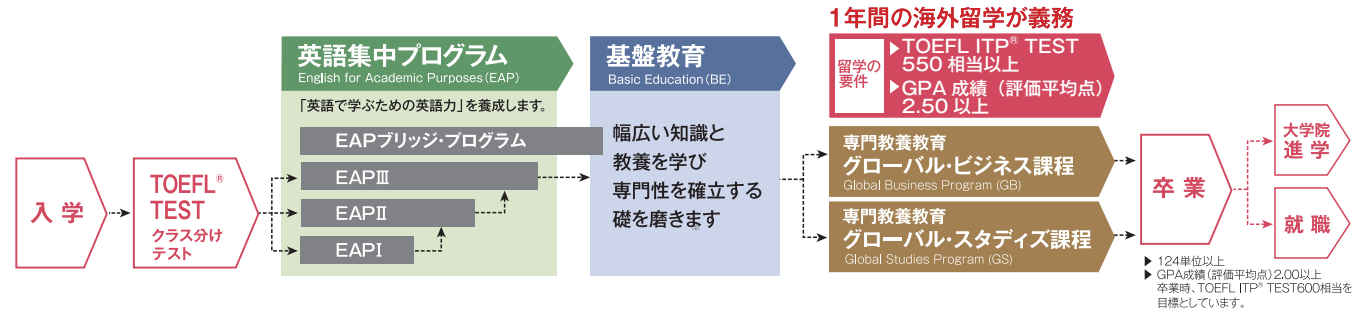 入学
TOEFL®
TEST
クラス分け
テスト
英語集中プログラム
English for Academic Purposes(EAP)
「英語で学ぶための英語力」を養成します。
EAPブリッジ・プログラム
EAPⅢ
EAPⅡ
EAPⅠ
基盤教育
Basic Education(BE)
幅広い知識と
教養を学び
専門性を確立する
礎を磨きます
1年間の海外留学が義務
留学の
要件
▶TOEFL ITP® TEST
550 相当以上
▶GPA 成績（評価平均点）
2.50 以上
専門教養教育
グローバル・ビジネス課程
Global Business Program (GB)
専門教養教育
グローバル・スタディズ課程
Global Studies Program (GS)
卒業
▶ 124単位以上
▶ GPA成績(評価平均点)2.00以上
卒業時、TOEFL ITP® TEST600相当を
目標としています。
大学院
進学
就職